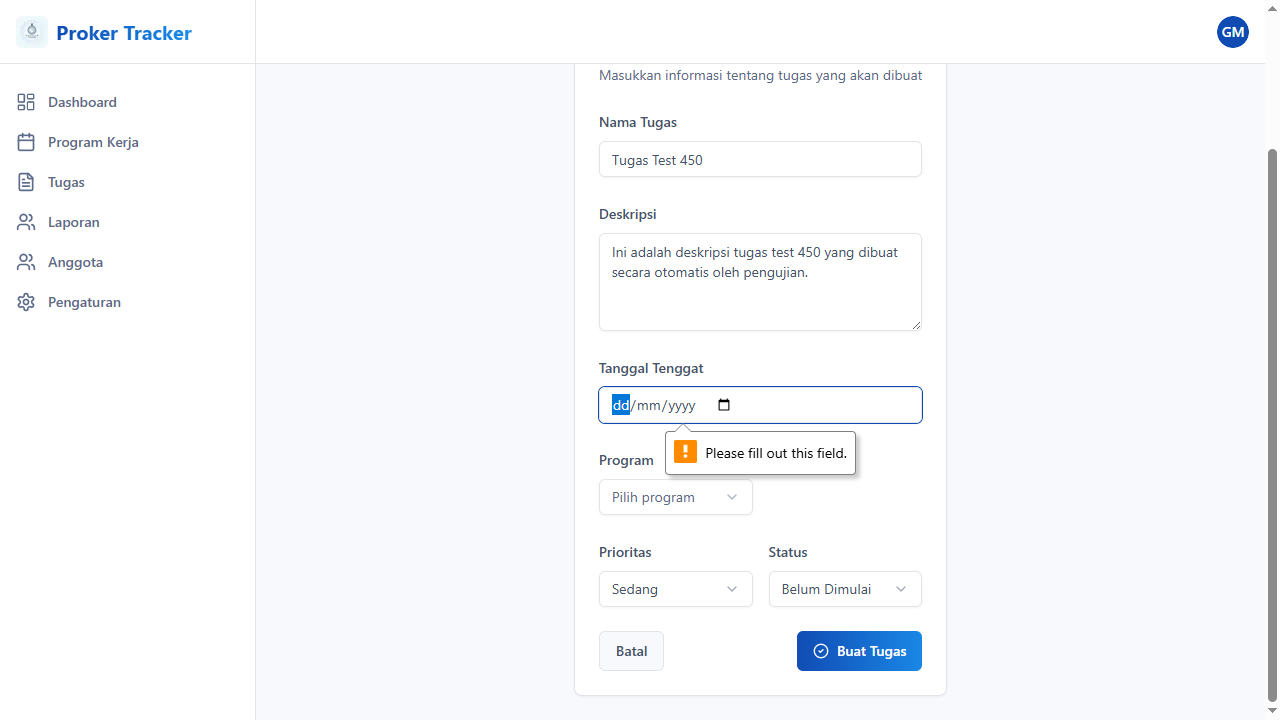 Proker Tracker
GM
Dashboard
Program Kerja
Tugas
Laporan
Anggota
Pengaturan
Masukkan informasi tentang tugas yang akan dibuat
Nama Tugas
Tugas Test 450
Deskripsi
Ini adalah deskripsi tugas test 450 yang dibuat
secara otomatis oleh pengujian.
Tanggal Tenggat
dd/mm/yyyy
Please fill out this field.
Program
Pilih program
Prioritas
Status
Sedang
Belum Dimulai
Batal
Buat Tugas